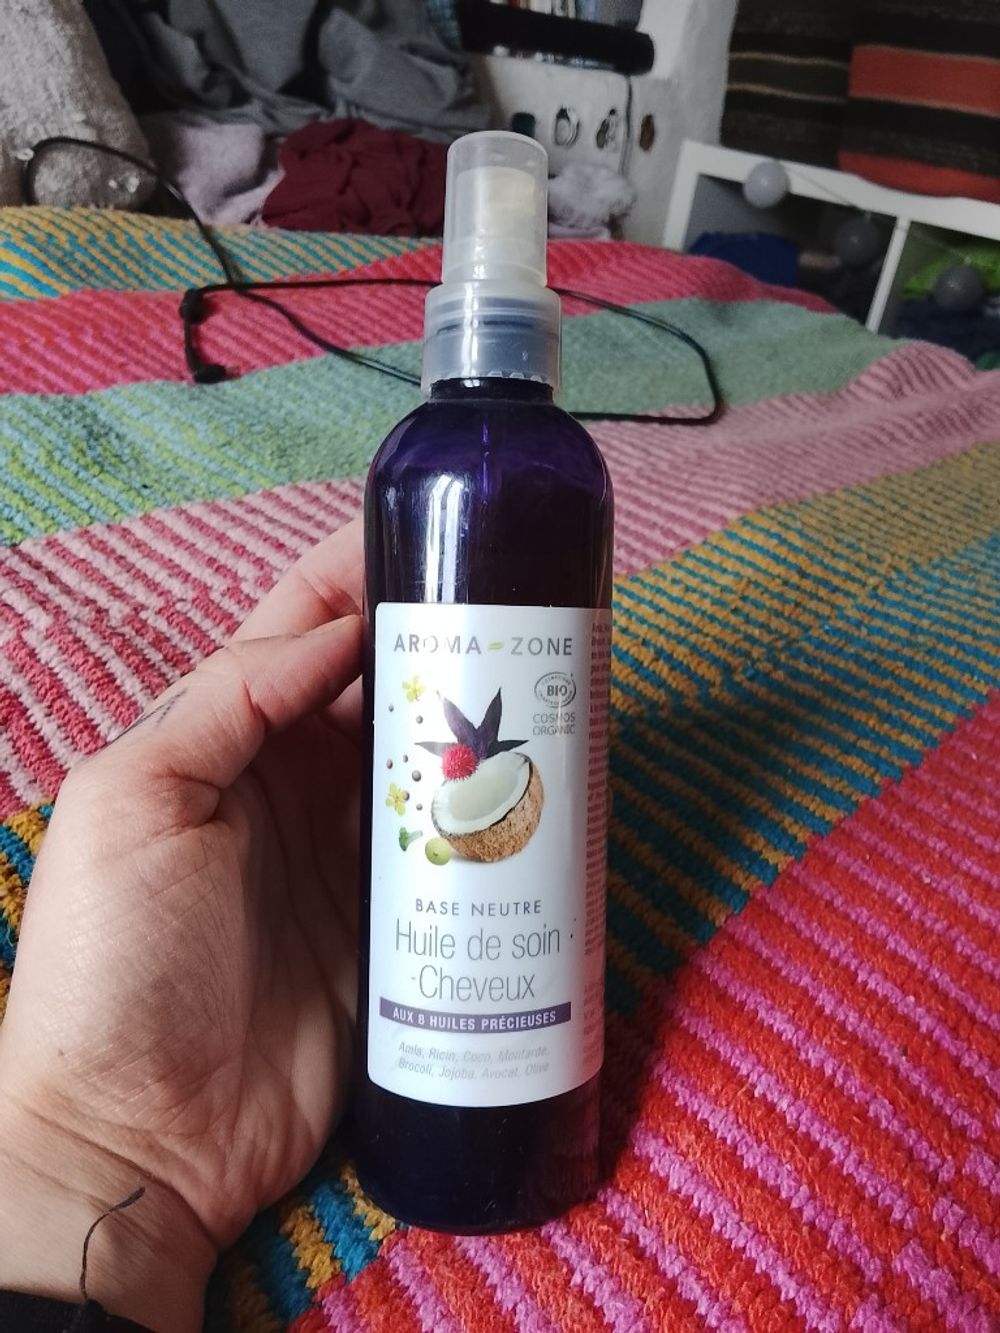 AROMA-ZONE
BIO
COSMOS
ORGANIC
BASE NEUTRE
Huile de soin
Cheveux
AUX 8 HUILES PRÉCIEUSES
Amla, Ricin, Coco, Moutarde,
Brocoli, Jojoba, Avocat, Olive